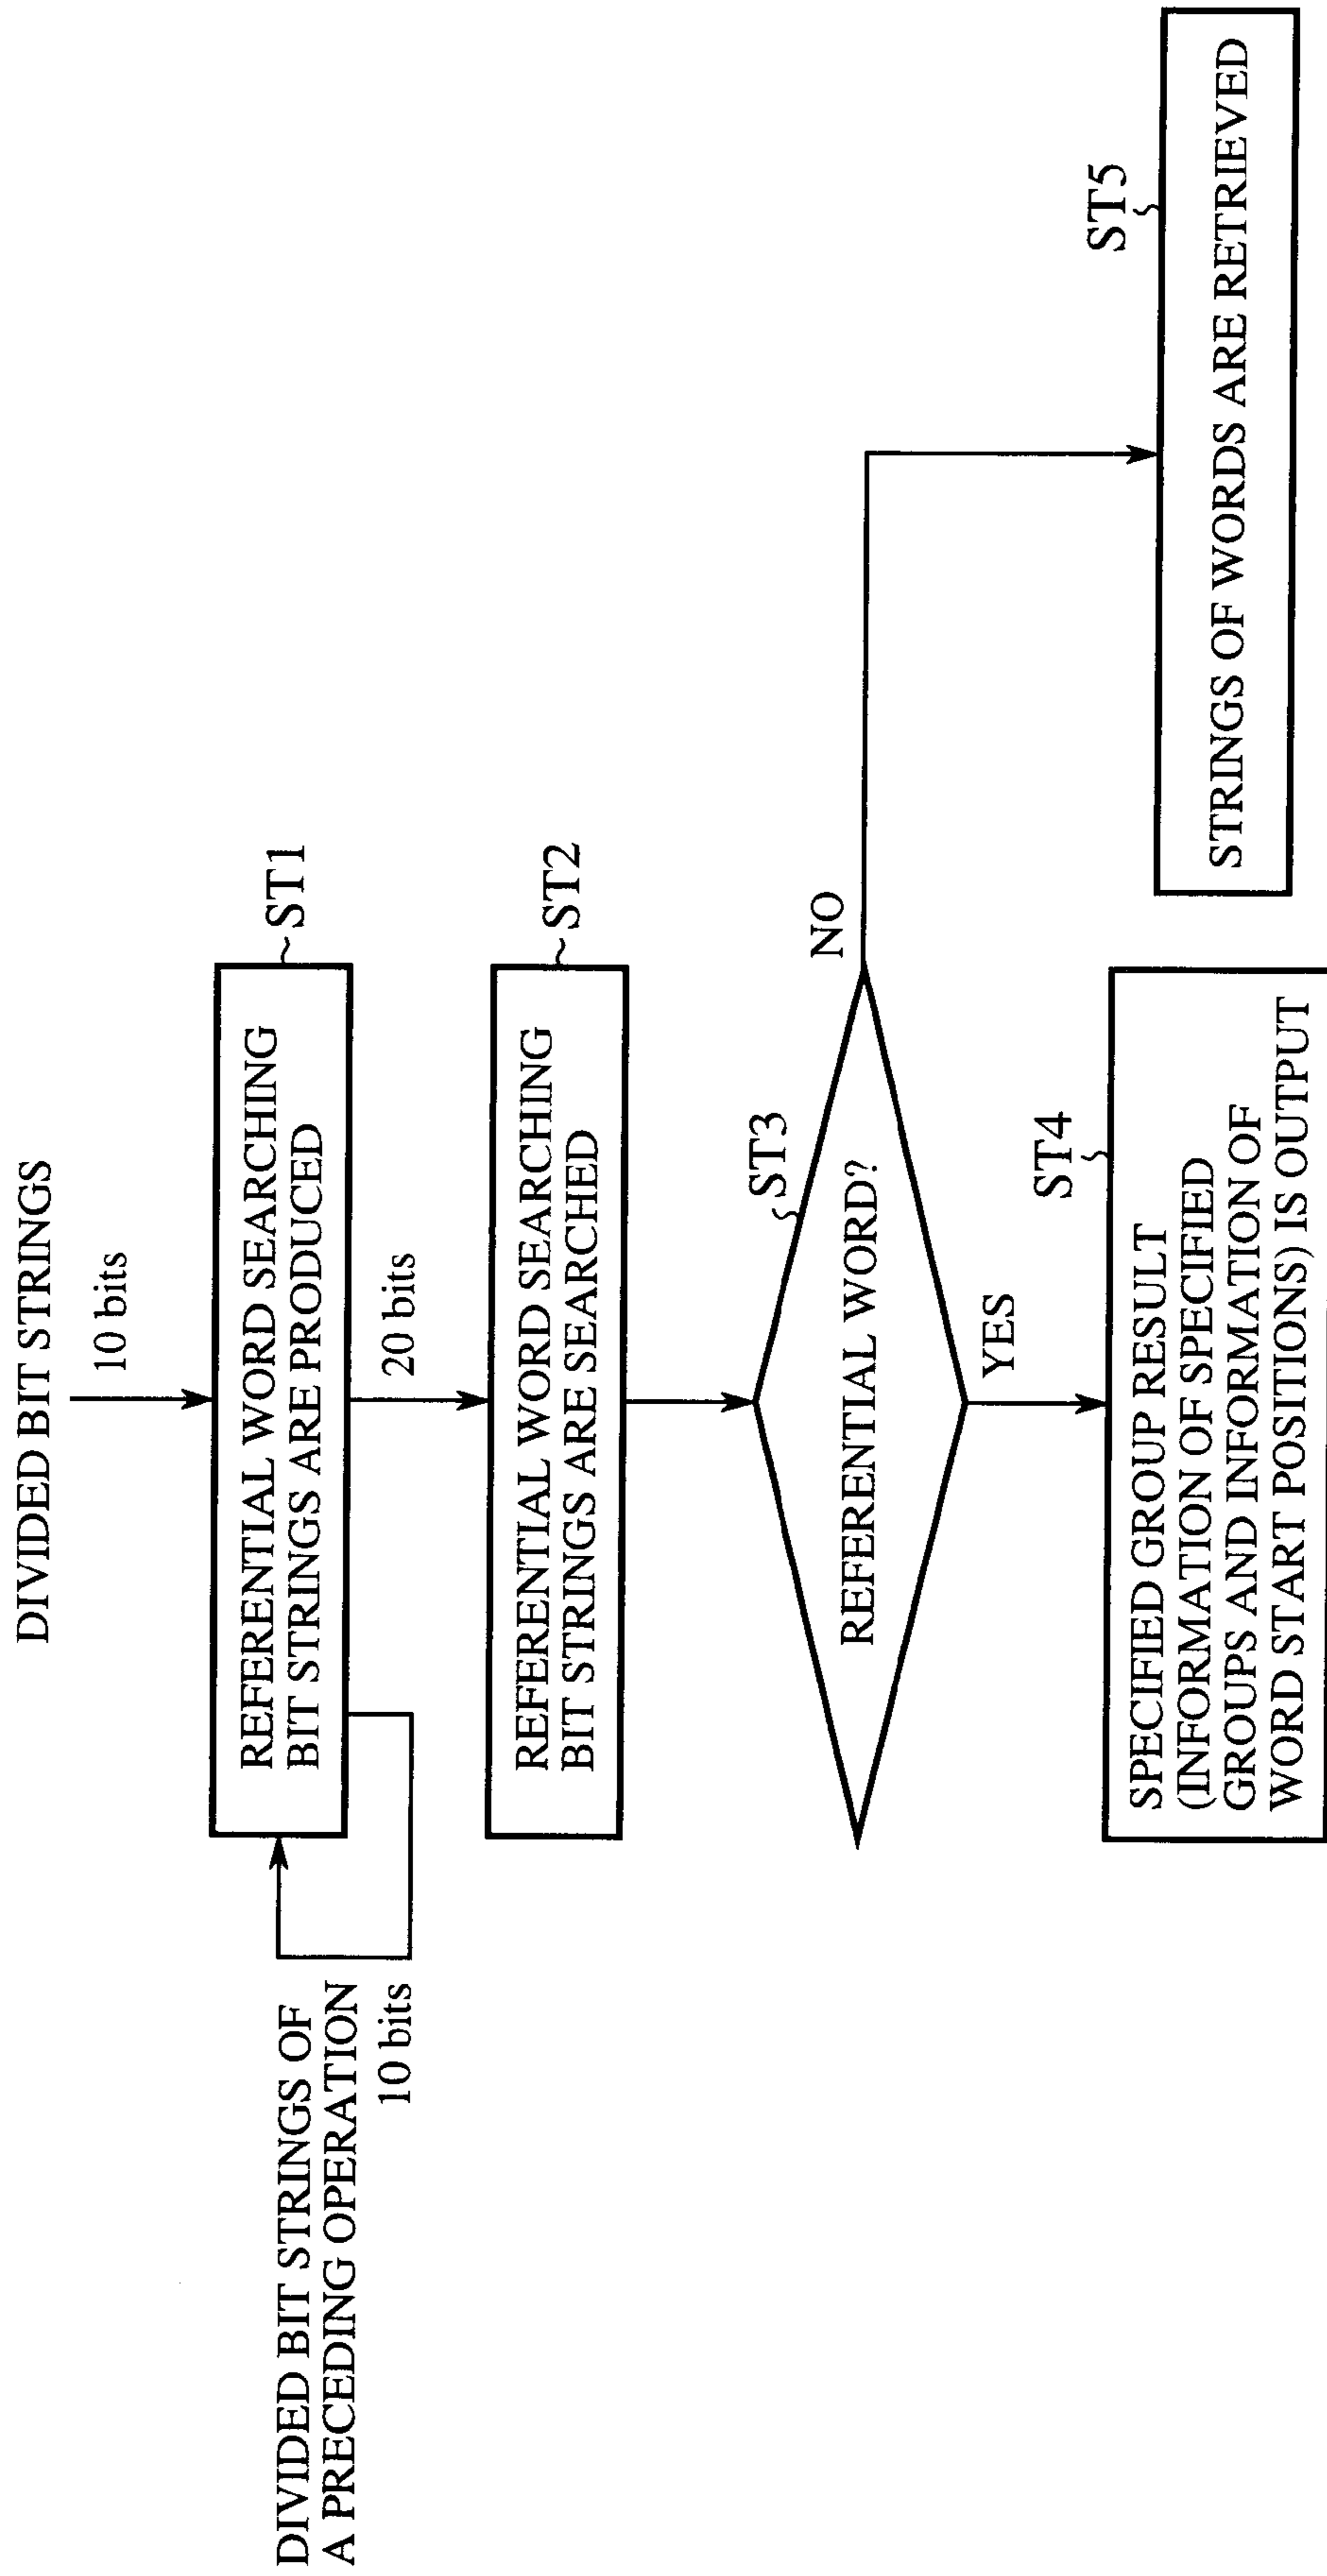 DIVIDED BIT STRINGS
10 bits
REFERENTIAL WORD SEARCHING
BIT STRINGS ARE PRODUCED
ST1
DIVIDED BIT STRINGS OF
A PRECEDING OPERATION
10 bits
20 bits
REFERENTIAL WORD SEARCHING
BIT STRINGS ARE SEARCHED
ST2
ST3
REFERENTIAL WORD?
NO
YES
ST4
SPECIFIED GROUP RESULT
(INFORMATION OF SPECIFIED
GROUPS AND INFORMATION OF
WORD START POSITIONS) IS OUTPUT
ST5
STRINGS OF WORDS ARE RETRIEVED